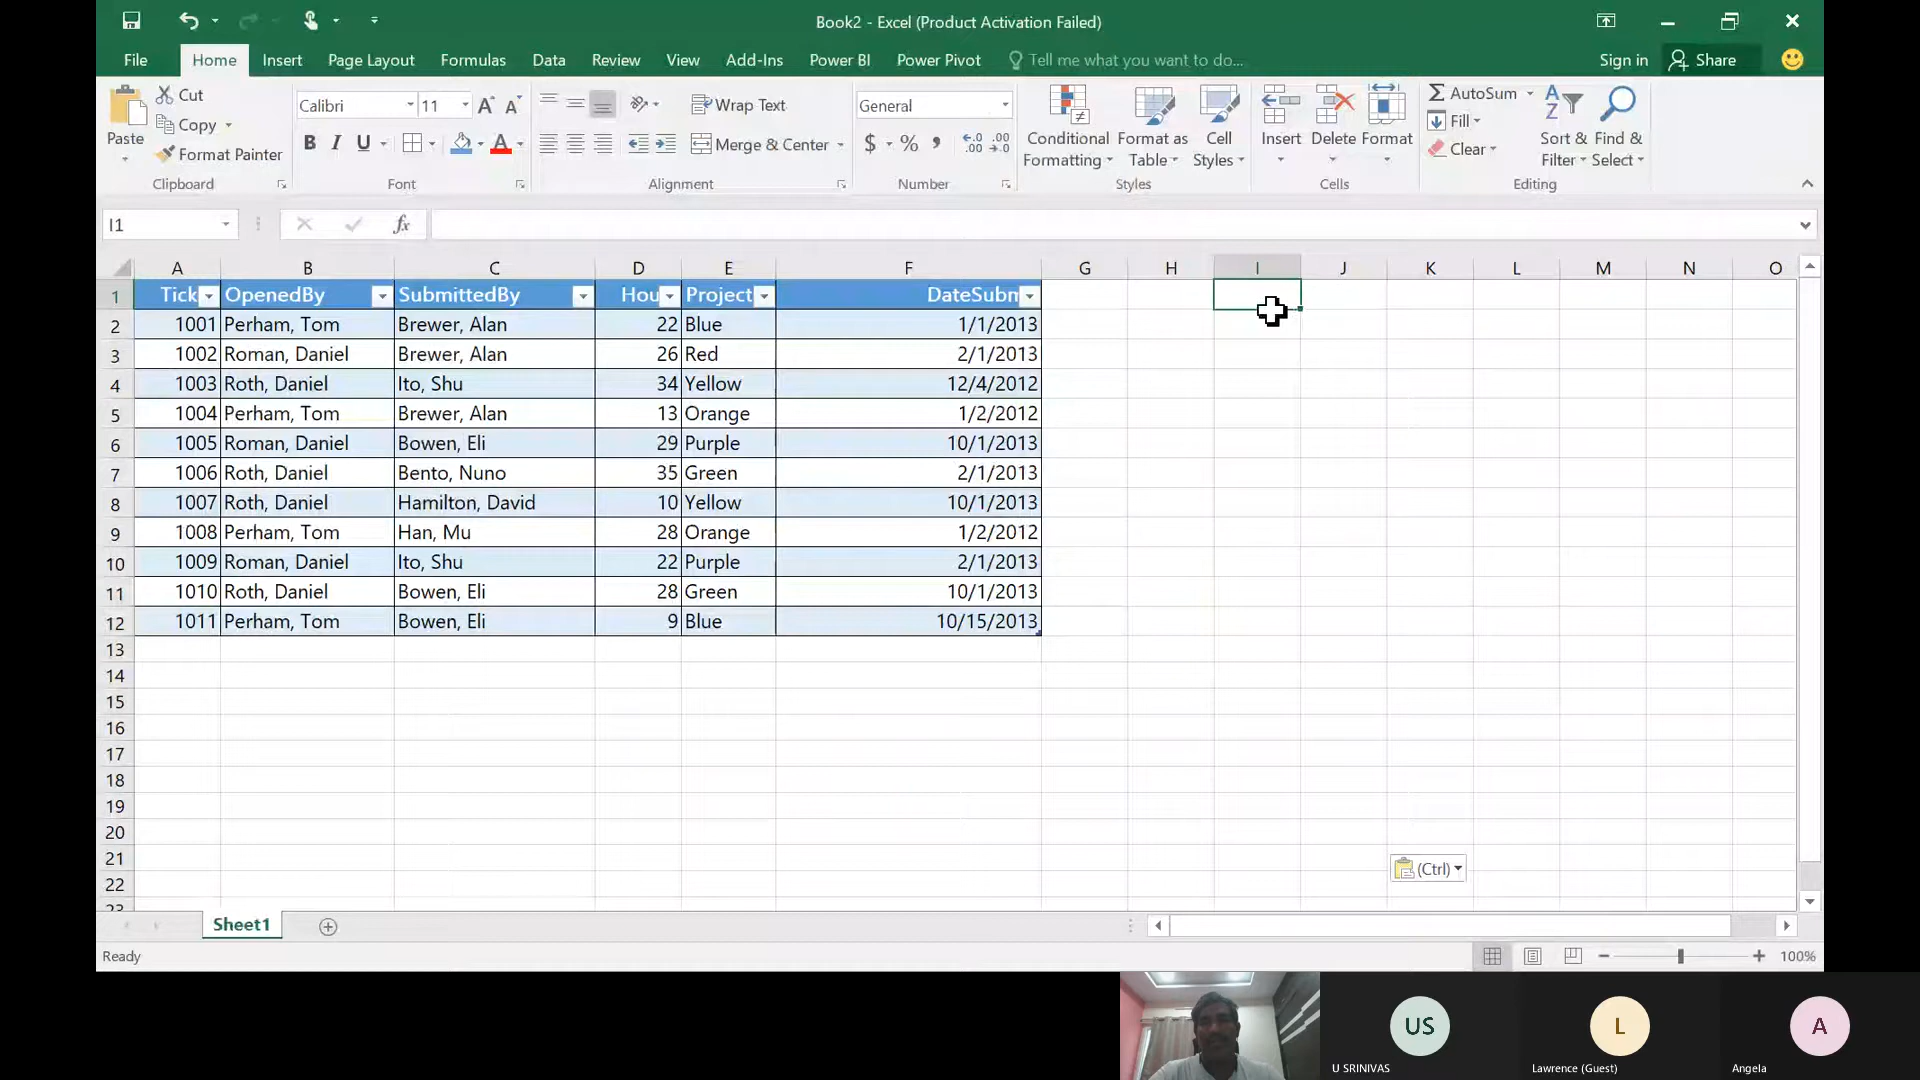 Book2 - Excel (Product Activation Failed)
File Home Insert Page Layout Formulas Data Review View Add-Ins Power BI Power Pivot Tell me what you want to do... Sign in Share
Paste
Cut
Copy
Format Painter
Clipboard
Calibri 11
B I U
Font
Wrap Text
Merge & Center
Alignment
General
$ % ,
Number
Conditional Formatting
Format as Table
Cell Styles
Styles
Insert
Delete
Format
Cells
AutoSum
Fill
Clear
Sort & Filter
Find & Select
Editing
I1
fx
A B C D E F G H I J K L M N O
1 Tick OpenedBy SubmittedBy Hou Project DateSubm
2 1001 Perham, Tom Brewer, Alan 22 Blue 1/1/2013
3 1002 Roman, Daniel Brewer, Alan 26 Red 2/1/2013
4 1003 Roth, Daniel Ito, Shu 34 Yellow 12/4/2012
5 1004 Perham, Tom Brewer, Alan 13 Orange 1/2/2012
6 1005 Roman, Daniel Bowen, Eli 29 Purple 10/1/2013
7 1006 Roth, Daniel Bento, Nuno 35 Green 2/1/2013
8 1007 Roth, Daniel Hamilton, David 10 Yellow 10/1/2013
9 1008 Perham, Tom Han, Mu 28 Orange 1/2/2012
10 1009 Roman, Daniel Ito, Shu 22 Purple 2/1/2013
11 1010 Roth, Daniel Bowen, Eli 28 Green 10/1/2013
12 1011 Perham, Tom Bowen, Eli 9 Blue 10/15/2013
13
14
15
16
17
18
19
20
21
22
23
(Ctrl)
Sheet1
Ready
100%
US
L
A
U SRINIVAS
Lawrence (Guest)
Angela